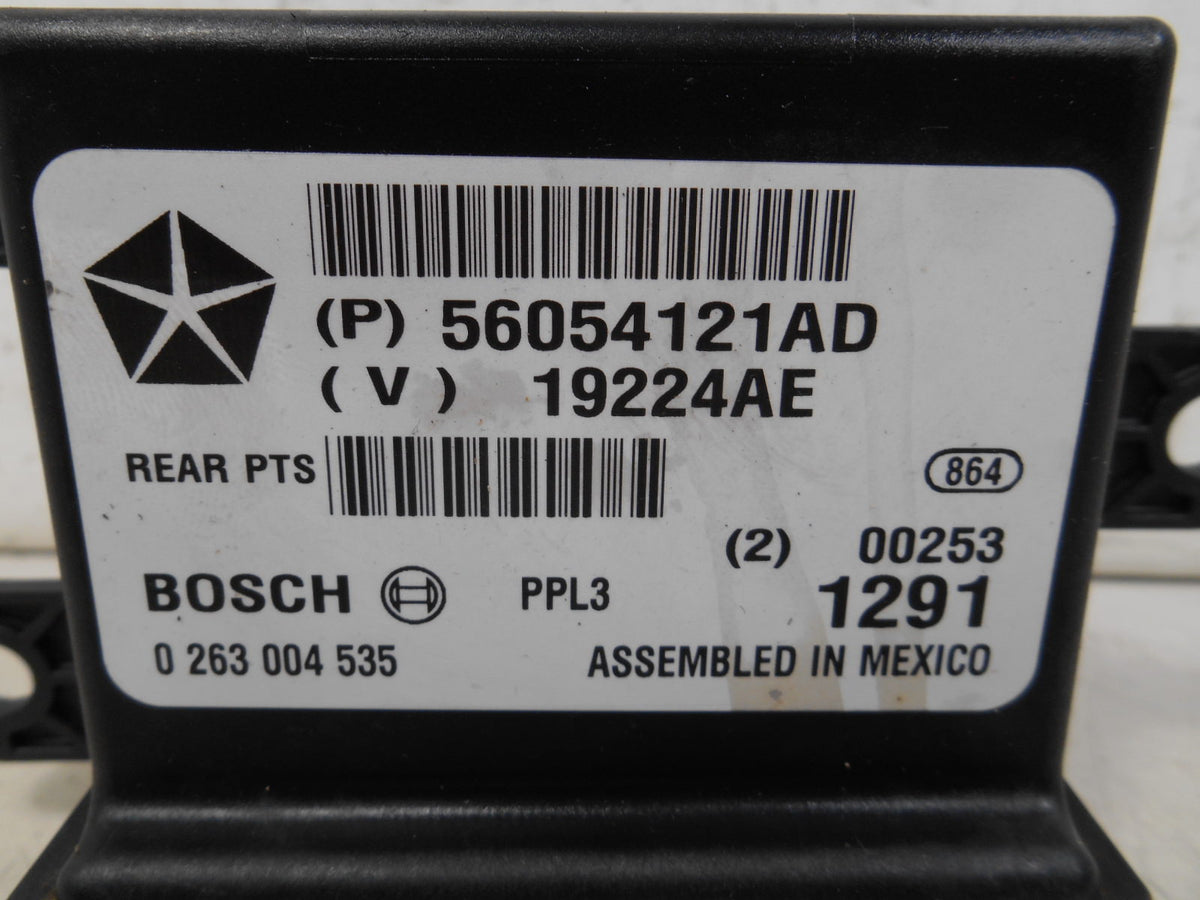 (P) 56054121AD
(V) 19224AE
REAR PTS
864
(2) 00253
BOSCH PPL3 1291
0 263 004 535 ASSEMBLED IN MEXICO